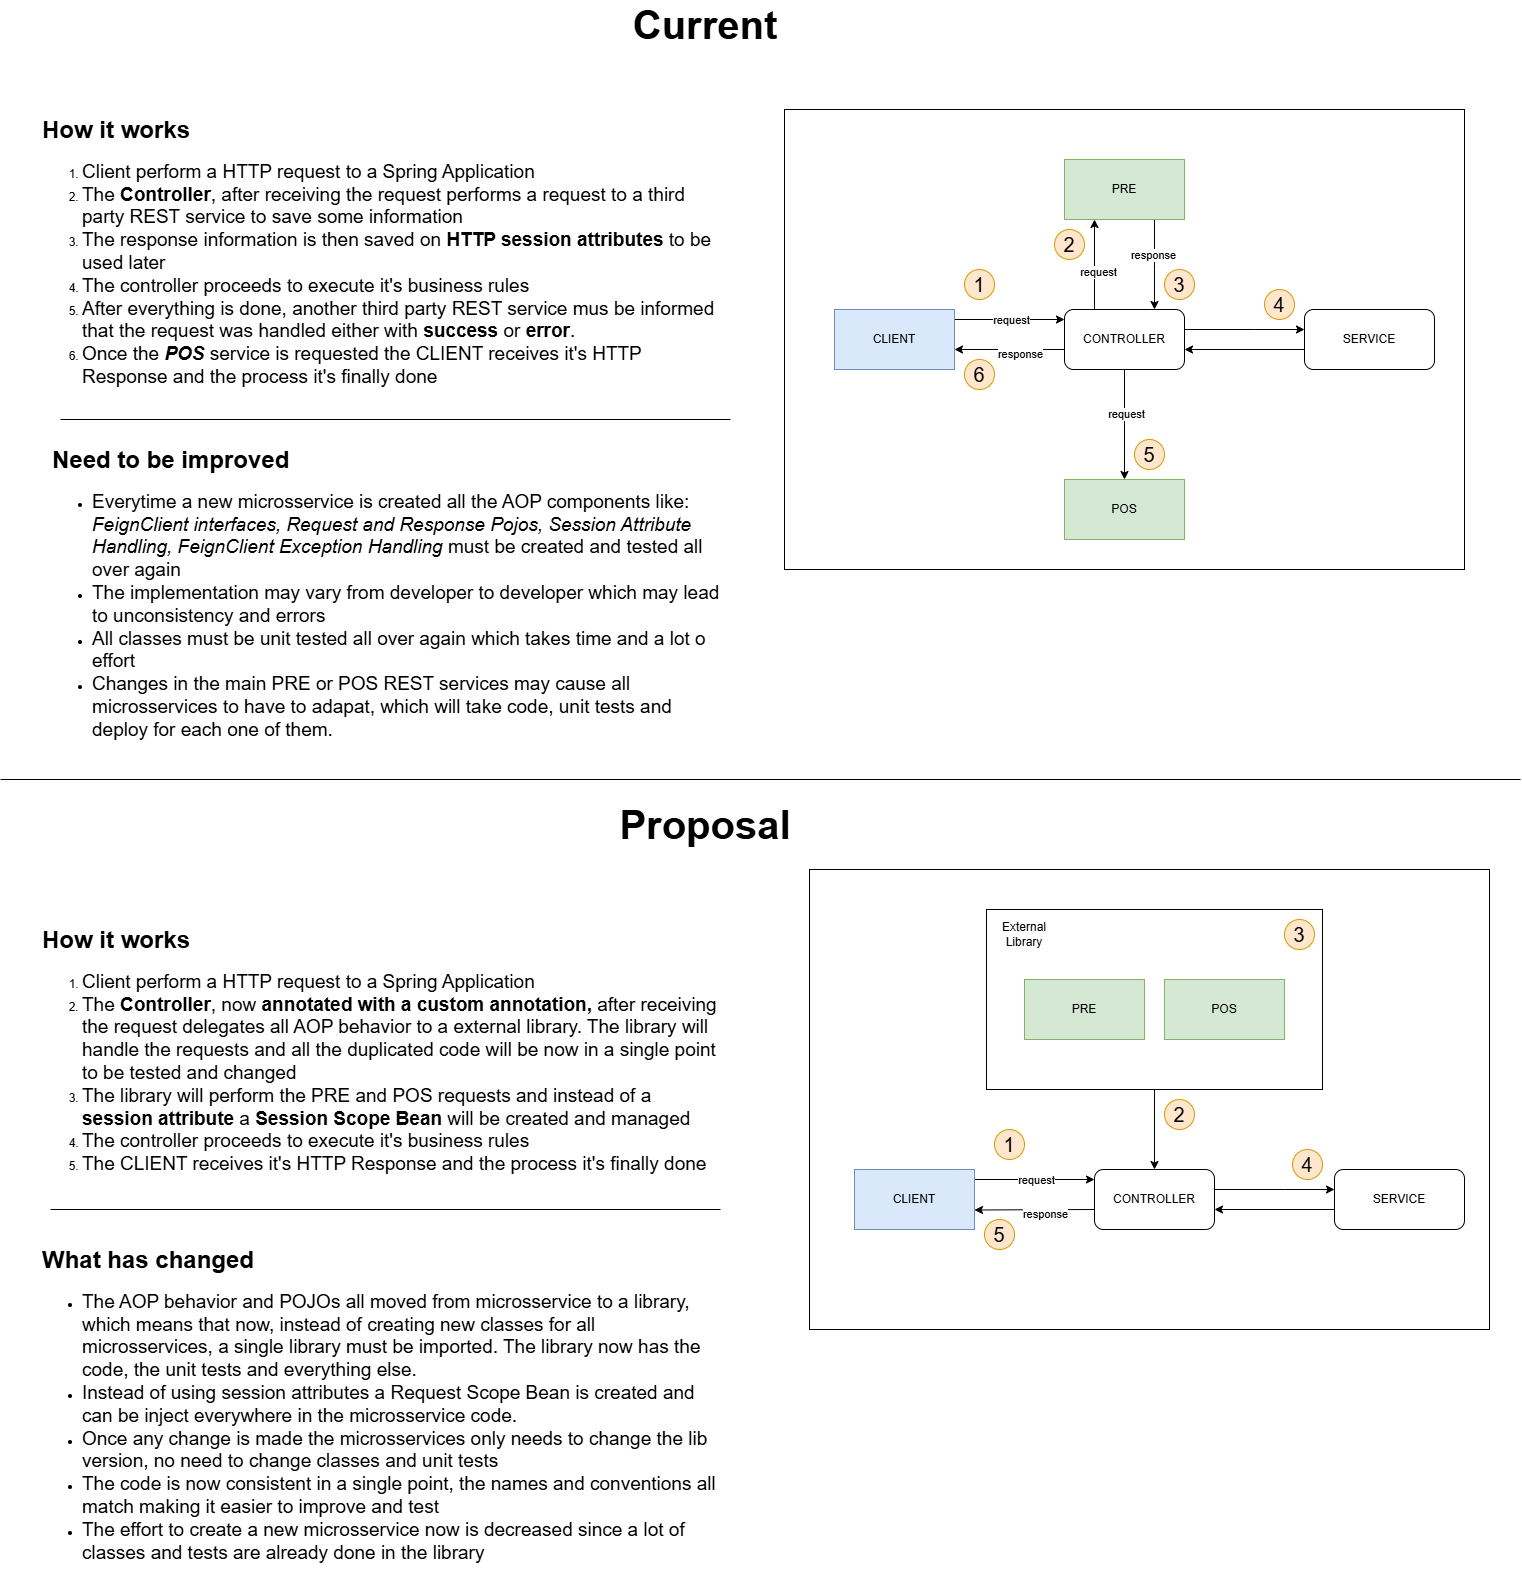 Current
How it works
1. Client perform a HTTP request to a Spring Application
2. The Controller, after receiving the request performs a request to a third
party REST service to save some information
3. The response information is then saved on HTTP session attributes to be
used later
4. The controller proceeds to execute it's business rules
5. After everything is done, another third party REST service mus be informed
that the request was handled either with success or error.
6. Once the POS service is requested the CLIENT receives it's HTTP
Response and the process it's finally done
Need to be improved
• Everytime a new microsservice is created all the AOP components like:
FeignClient interfaces, Request and Response Pojos, Session Attribute
Handling, FeignClient Exception Handling must be created and tested all
over again
• The implementation may vary from developer to developer which may lead
to unconsistency and errors
• All classes must be unit tested all over again which takes time and a lot o
effort
• Changes in the main PRE or POS REST services may cause all
microsservices to have to adapat, which will take code, unit tests and
deploy for each one of them.
PRE
2
response
request
1
3
4
request
CLIENT
CONTROLLER
SERVICE
response
6
request
5
POS
Proposal
How it works
1. Client perform a HTTP request to a Spring Application
2. The Controller, now annotated with a custom annotation, after receiving
the request delegates all AOP behavior to a external library. The library will
handle the requests and all the duplicated code will be now in a single point
to be tested and changed
3. The library will perform the PRE and POS requests and instead of a
session attribute a Session Scope Bean will be created and managed
4. The controller proceeds to execute it's business rules
5. The CLIENT receives it's HTTP Response and the process it's finally done
What has changed
• The AOP behavior and POJOs all moved from microsservice to a library,
which means that now, instead of creating new classes for all
microsservices, a single library must be imported. The library now has the
code, the unit tests and everything else.
• Instead of using session attributes a Request Scope Bean is created and
can be inject everywhere in the microsservice code.
• Once any change is made the microsservices only needs to change the lib
version, no need to change classes and unit tests
• The code is now consistent in a single point, the names and conventions all
match making it easier to improve and test
• The effort to create a new microsservice now is decreased since a lot of
classes and tests are already done in the library
External
Library
3
PRE
POS
2
1
4
request
CLIENT
CONTROLLER
SERVICE
response
5